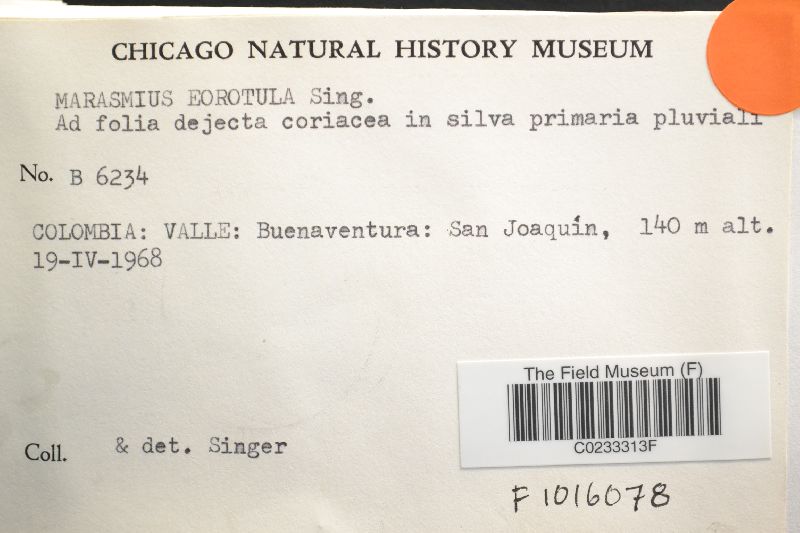 CHICAGO NATURAL HISTORY MUSEUM
MARASMIUS EOROTULA Sing.
Ad folia dejecta coriacea in silva primaria pluviali
No. B 6234
COLOMBIA: VALLE: Buenaventura: San Joaquín, 140 m alt.
19-IV-1968
The Field Museum (F)
C0233313F
Coll. & det. Singer
F 1016078